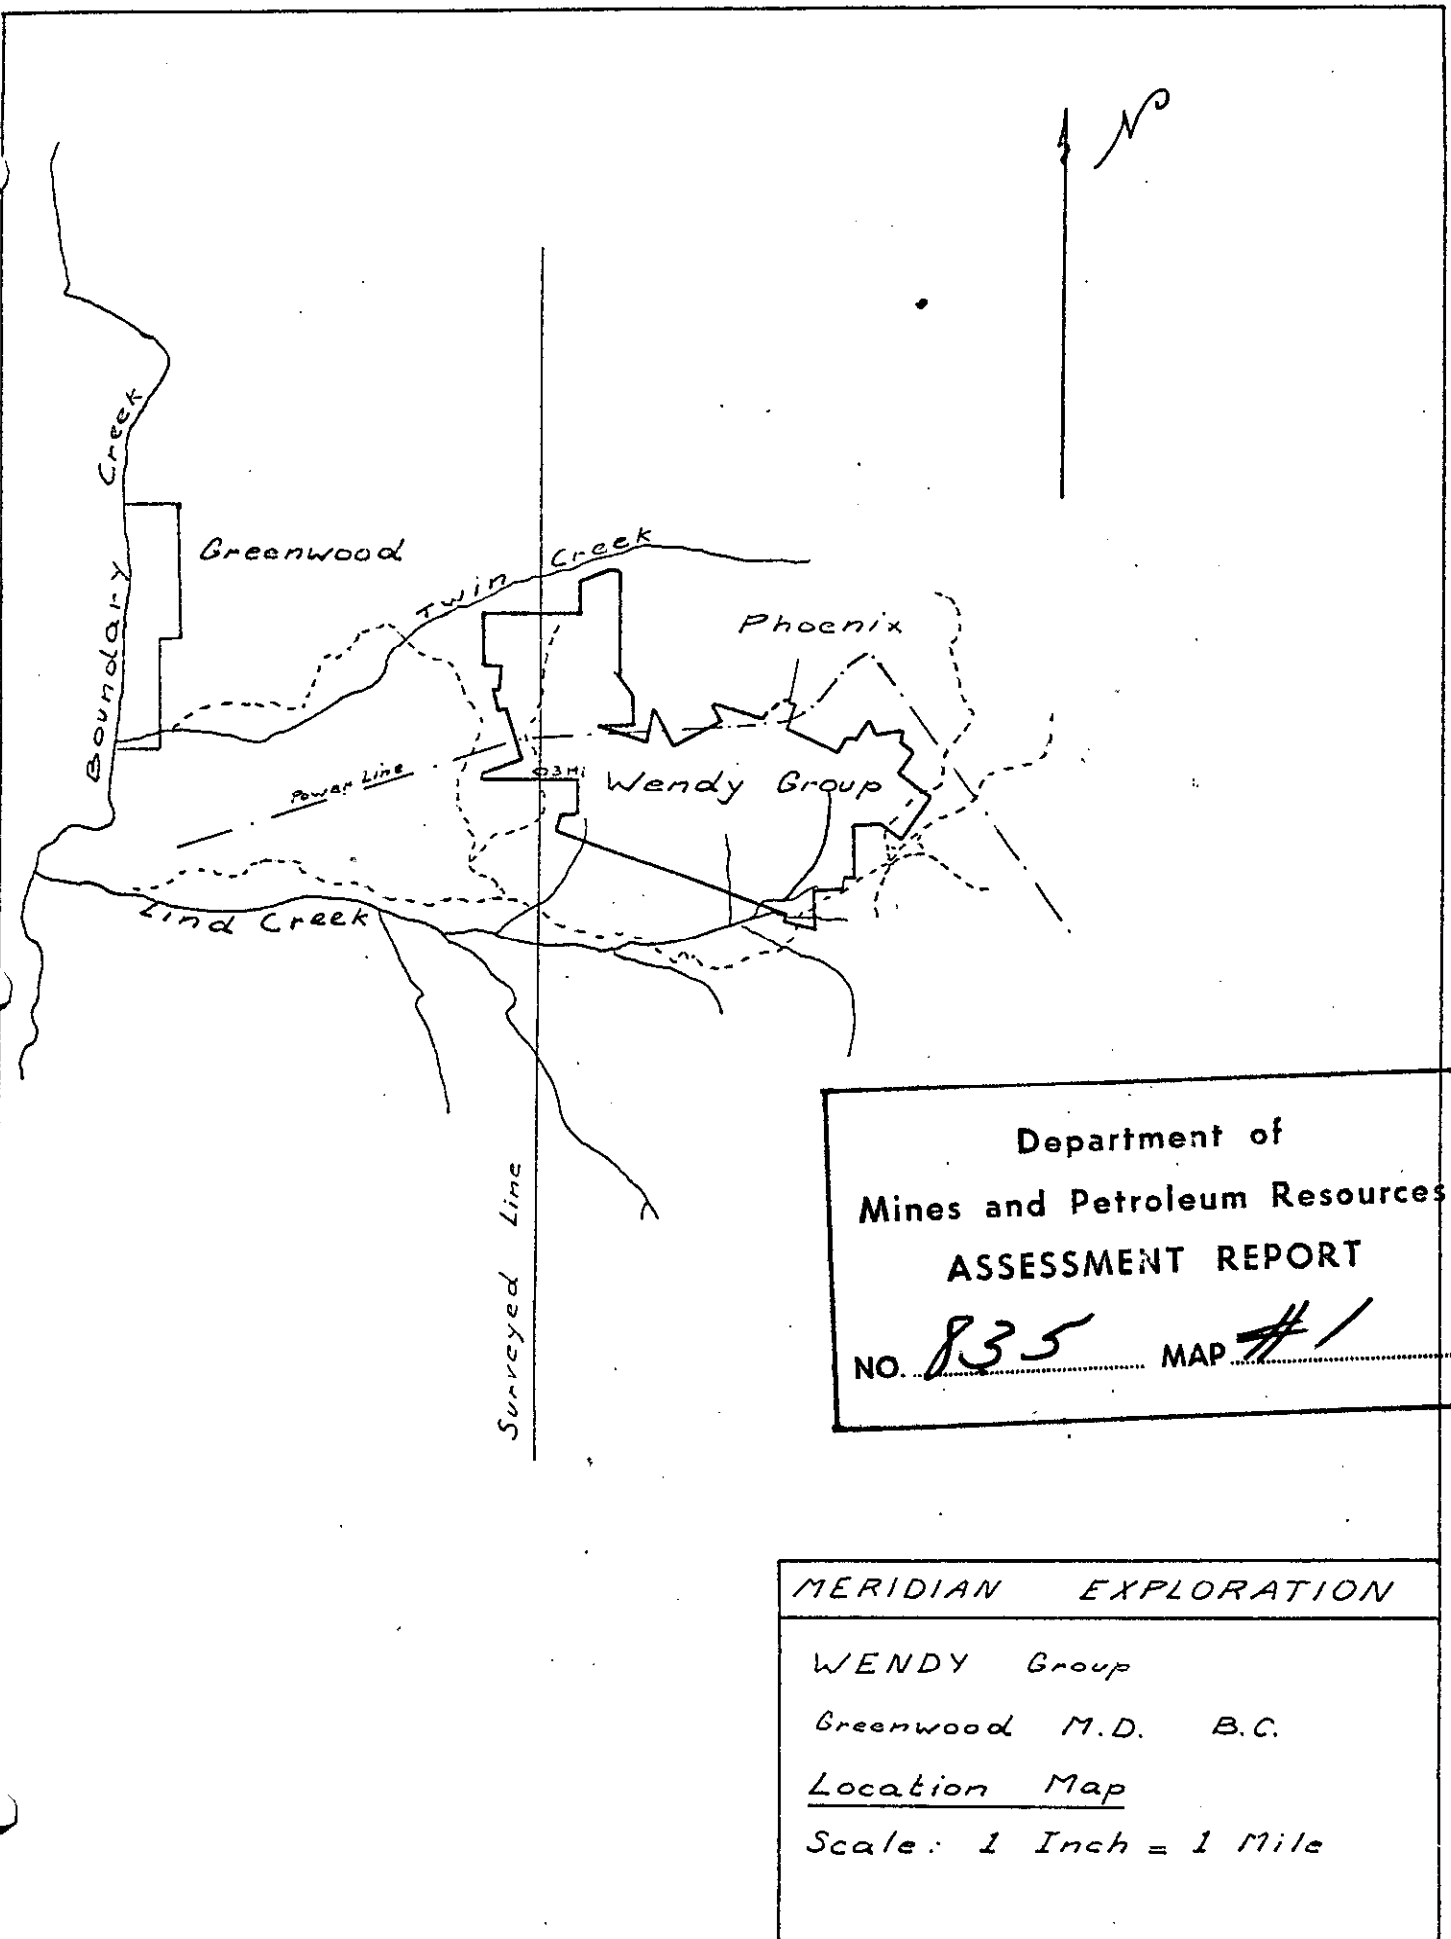 N
Boundary Creek
Greenwood
Twin Creek
Phoenix
Power Line
03Mi
Wendy Group
Lind Creek
Surveyed Line
Department of
Mines and Petroleum Resources
ASSESSMENT REPORT
NO. 835 MAP #1
MERIDIAN EXPLORATION
WENDY Group
Greenwood M.D. B.C.
Location Map
Scale: 1 Inch = 1 Mile